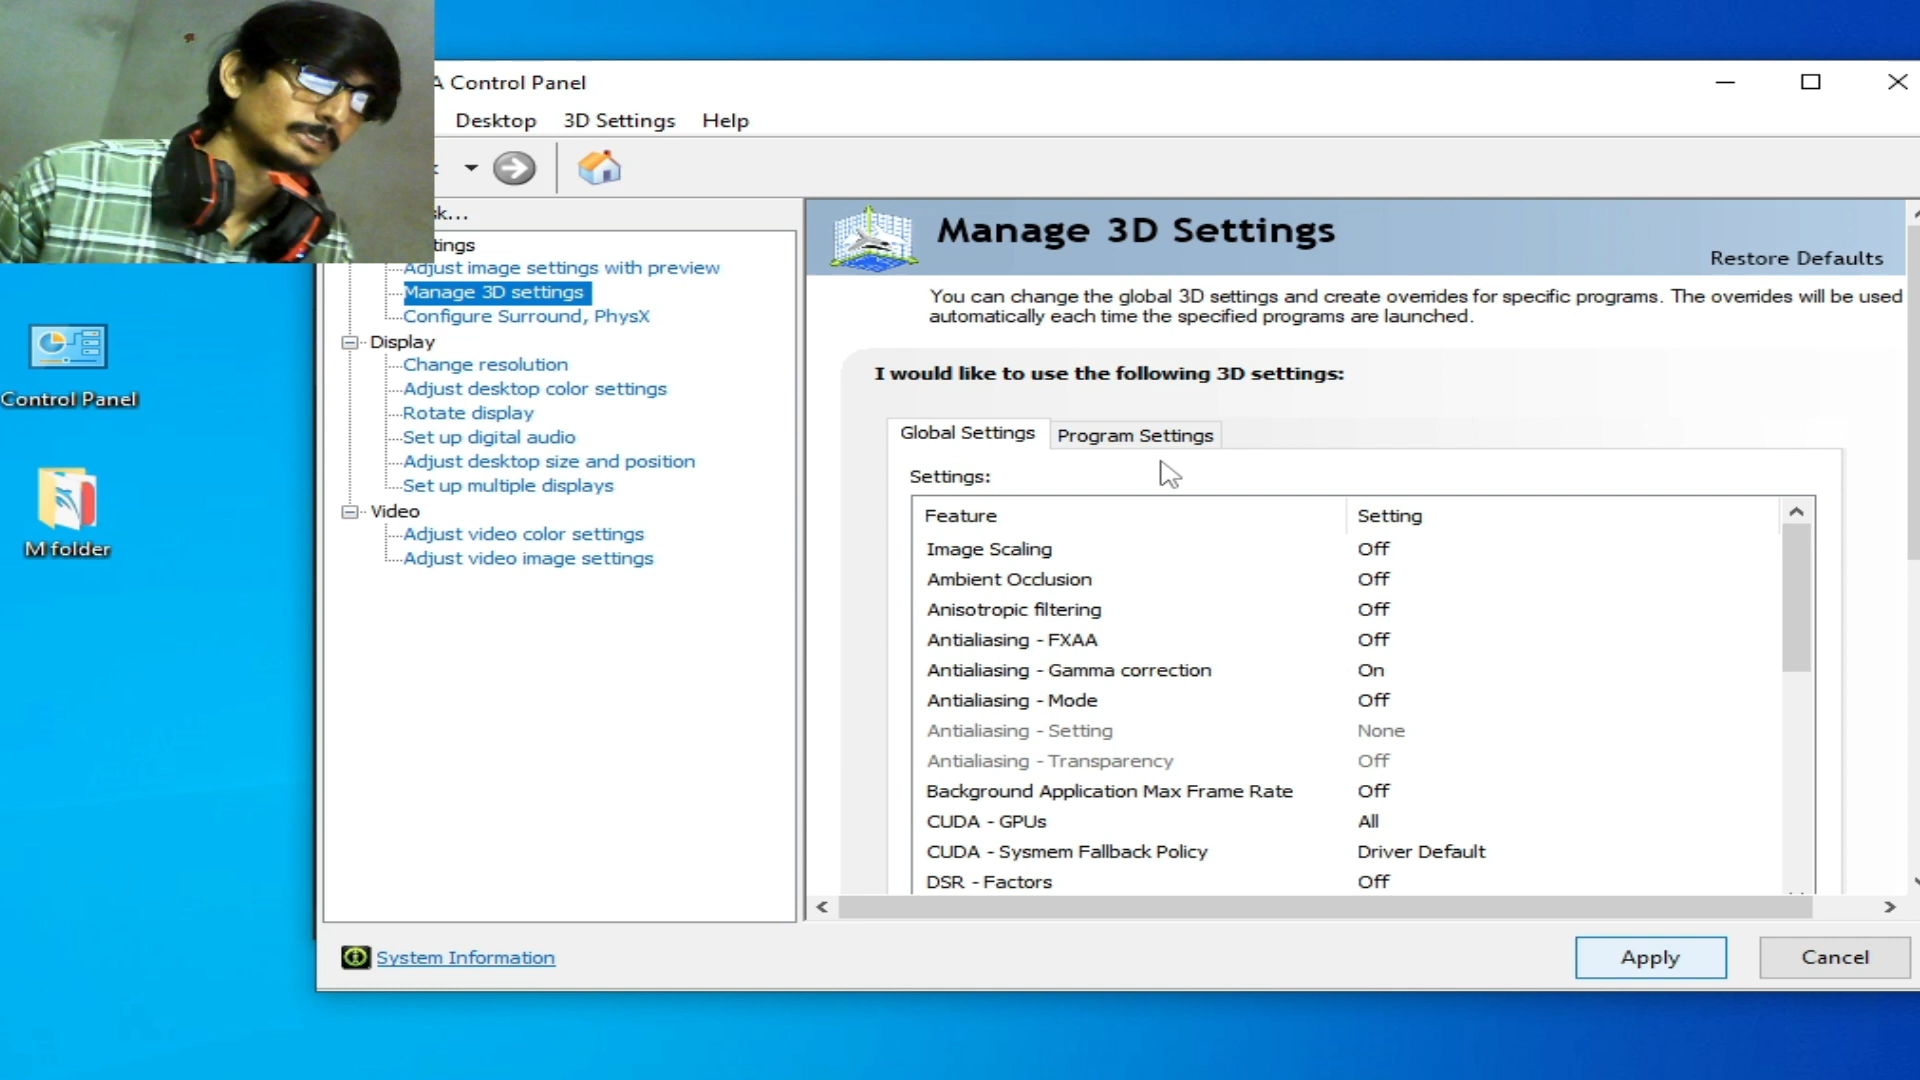 A Control Panel
Desktop 3D Settings Help
k...
tings
Adjust image settings with preview
Manage 3D settings
Configure Surround, PhysX
Display
Change resolution
Adjust desktop color settings
Rotate display
Set up digital audio
Adjust desktop size and position
Set up multiple displays
Video
Adjust video color settings
Adjust video image settings
System Information
Control Panel
M folder
Manage 3D Settings
Restore Defaults
You can change the global 3D settings and create overrides for specific programs. The overrides will be used
automatically each time the specified programs are launched.
I would like to use the following 3D settings:
Global Settings Program Settings
Settings:
Feature Setting
Image Scaling Off
Ambient Occlusion Off
Anisotropic filtering Off
Antialiasing - FXAA Off
Antialiasing - Gamma correction On
Antialiasing - Mode Off
Antialiasing - Setting None
Antialiasing - Transparency Off
Background Application Max Frame Rate Off
CUDA - GPUs All
CUDA - Sysmem Fallback Policy Driver Default
DSR - Factors Off
Apply Cancel